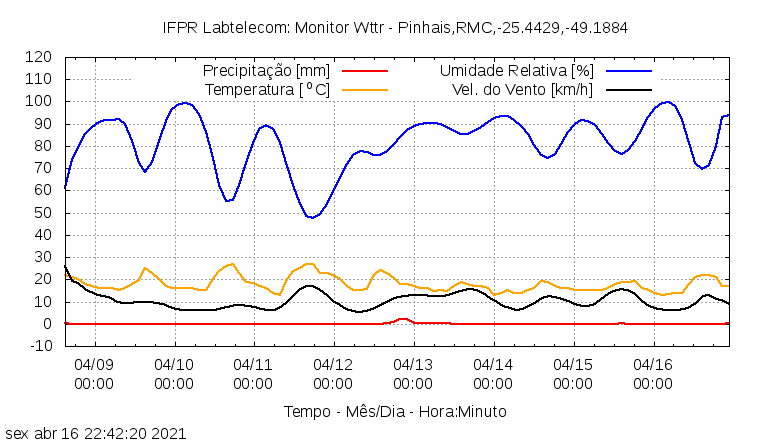 IFPR Labtelecom: Monitor Wttr - Pinhais,RMC,-25.4429,-49.1884
Precipitação [mm]
Umidade Relativa [%]
Temperatura [ ⁰C]
Vel. do Vento [km/h]
120
110
100
90
80
70
60
50
40
30
20
10
0
-10
04/09 04/10 04/11 04/12 04/13 04/14 04/15 04/16
00:00 00:00 00:00 00:00 00:00 00:00 00:00 00:00
Tempo - Mês/Dia - Hora:Minuto
sex abr 16 22:42:20 2021